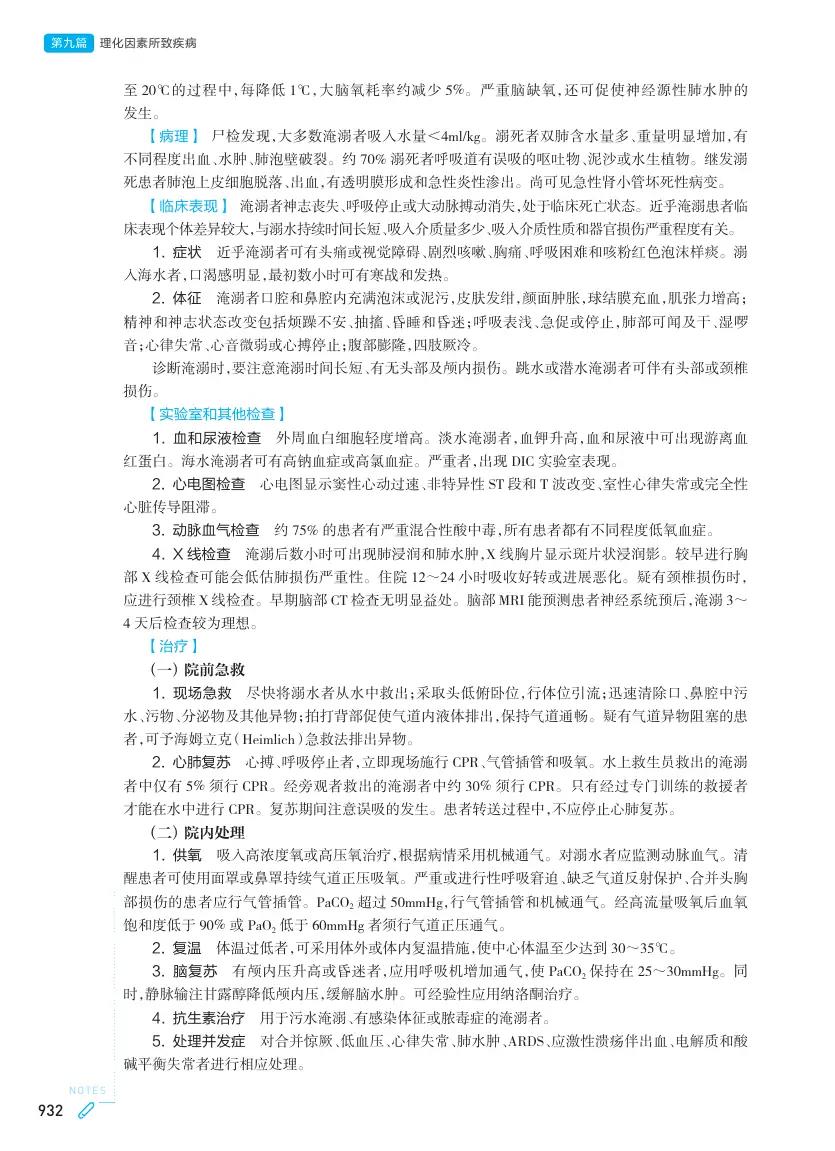 第九篇 理化因素所致疾病
至 20℃的过程中,每降低 1℃,大脑氧耗率约减少 5%。严重脑缺氧,还可促使神经源性肺水肿的
发生。
【病理】 尸检发现,大多数淹溺者吸入水量<4ml/kg。溺死者双肺含水量多、重量明显增加,有
不同程度出血、水肿、肺泡壁破裂。约 70% 溺死者呼吸道有误吸的呕吐物、泥沙或水生植物。继发溺
死患者肺泡上皮细胞脱落、出血,有透明膜形成和急性炎性渗出。尚可见急性肾小管坏死性病变。
【临床表现】 淹溺者神志丧失、呼吸停止或大动脉搏动消失,处于临床死亡状态。近乎淹溺患者临
床表现个体差异较大,与溺水持续时间长短、吸入介质量多少、吸入介质性质和器官损伤严重程度有关。
1. 症状 近乎淹溺者可有头痛或视觉障碍、剧烈咳嗽、胸痛、呼吸困难和咳粉红色泡沫样痰。溺
入海水者,口渴感明显,最初数小时可有寒战和发热。
2. 体征 淹溺者口腔和鼻腔内充满泡沫或泥污,皮肤发绀,颜面肿胀,球结膜充血,肌张力增高;
精神和神志状态改变包括烦躁不安、抽搐、昏睡和昏迷;呼吸表浅、急促或停止,肺部可闻及干、湿啰
音;心律失常、心音微弱或心搏停止;腹部膨隆,四肢厥冷。
诊断淹溺时,要注意淹溺时间长短、有无头部及颅内损伤。跳水或潜水淹溺者可伴有头部或颈椎
损伤。
【实验室和其他检查】
1. 血和尿液检查 外周血白细胞轻度增高。淡水淹溺者,血钾升高,血和尿液中可出现游离血
红蛋白。海水淹溺者可有高钠血症或高氯血症。严重者,出现 DIC 实验室表现。
2. 心电图检查 心电图显示窦性心动过速、非特异性 ST 段和 T 波改变、室性心律失常或完全性
心脏传导阻滞。
3. 动脉血气检查 约 75% 的患者有严重混合性酸中毒,所有患者都有不同程度低氧血症。
4. X 线检查 淹溺后数小时可出现肺浸润和肺水肿,X 线胸片显示斑片状浸润影。较早进行胸
部 X 线检查可能会低估肺损伤严重性。住院 12～24 小时吸收好转或进展恶化。疑有颈椎损伤时,
应进行颈椎 X 线检查。早期脑部 CT 检查无明显益处。脑部 MRI 能预测患者神经系统预后,淹溺 3～
4 天后检查较为理想。
【治疗】
(一) 院前急救
1. 现场急救 尽快将溺水者从水中救出;采取头低俯卧位,行体位引流;迅速清除口、鼻腔中污
水、污物、分泌物及其他异物;拍打背部促使气道内液体排出,保持气道通畅。疑有气道异物阻塞的患
者,可予海姆立克(Heimlich)急救法排出异物。
2. 心肺复苏 心搏、呼吸停止者,立即现场施行 CPR、气管插管和吸氧。水上救生员救出的淹溺
者中仅有 5% 须行 CPR。经旁观者救出的淹溺者中约 30% 须行 CPR。只有经过专门训练的救援者
才能在水中进行 CPR。复苏期间注意误吸的发生。患者转送过程中,不应停止心肺复苏。
(二) 院内处理
1. 供氧 吸入高浓度氧或高压氧治疗,根据病情采用机械通气。对溺水者应监测动脉血气。清
醒患者可使用面罩或鼻罩持续气道正压吸氧。严重或进行性呼吸窘迫、缺乏气道反射保护、合并头胸
部损伤的患者应行气管插管。PaCO₂ 超过 50mmHg,行气管插管和机械通气。经高流量吸氧后血氧
饱和度低于 90% 或 PaO₂ 低于 60mmHg 者须行气道正压通气。
2. 复温 体温过低者,可采用体外或体内复温措施,使中心体温至少达到 30～35℃。
3. 脑复苏 有颅内压升高或昏迷者,应用呼吸机增加通气,使 PaCO₂ 保持在 25～30mmHg。同
时,静脉输注甘露醇降低颅内压,缓解脑水肿。可经验性应用纳洛酮治疗。
4. 抗生素治疗 用于污水淹溺、有感染体征或脓毒症的淹溺者。
5. 处理并发症 对合并惊厥、低血压、心律失常、肺水肿、ARDS、应激性溃疡伴出血、电解质和酸
碱平衡失常者进行相应处理。
NOTES
932